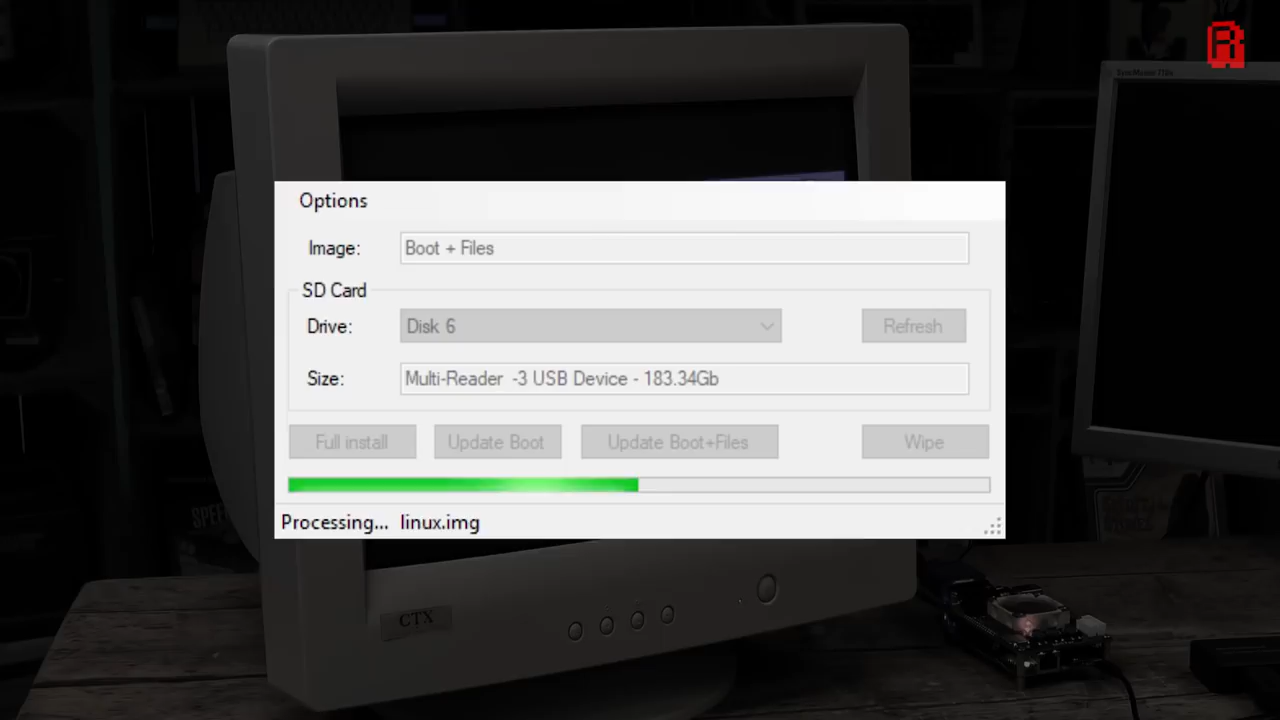 Options
Image: Boot + Files
SD Card
Drive: Disk 6 Refresh
Size: Multi-Reader -3 USB Device - 183.34Gb
Full install Update Boot Update Boot+Files Wipe
Processing... linux.img
CTX